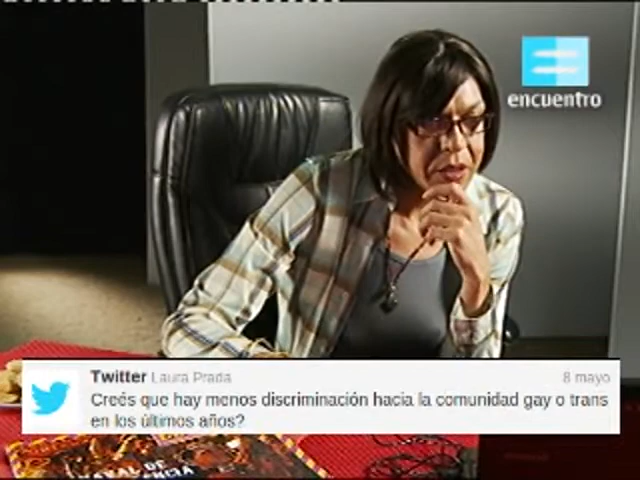 encuentro
Twitter Laura Prada 8 mayo
Creés que hay menos discriminación hacia la comunidad gay o trans
en los últimos años?